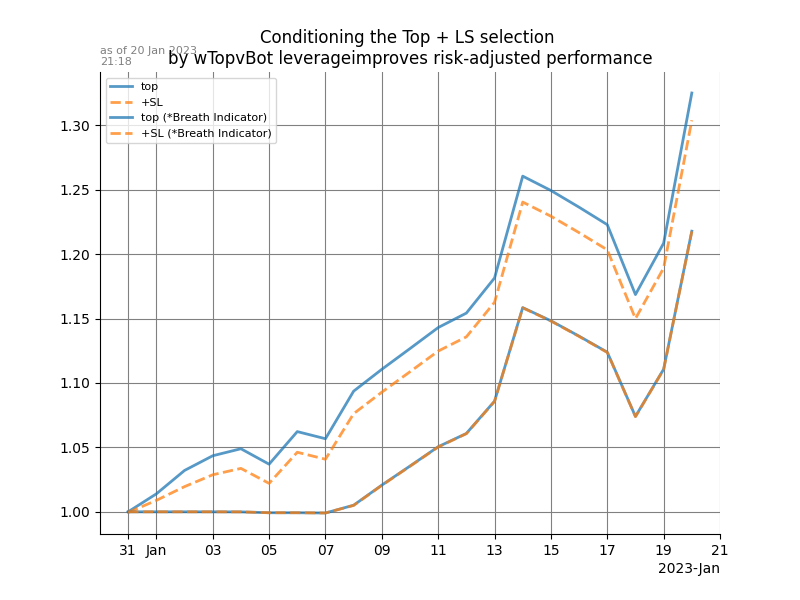 Conditioning the Top + LS selection
by wTopvBot leverageimproves risk-adjusted performance
as of 20 Jan 2023
21:18
top
+SL
top (*Breath Indicator)
+SL (*Breath Indicator)
1.30
1.25
1.20
1.15
1.10
1.05
1.00
31 Jan 03 05 07 09 11 13 15 17 19 21
2023-Jan